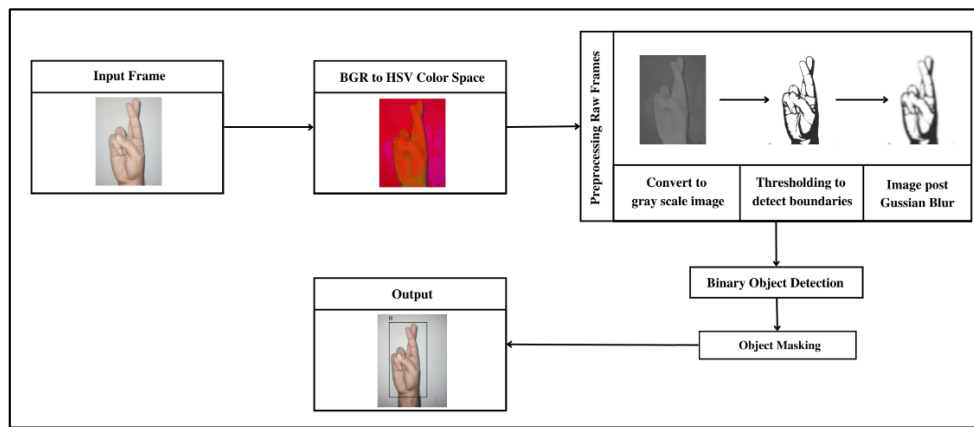 Input Frame
BGR to HSV Color Space
Preprocessing Raw Frames
Convert to
gray scale image
Thresholding to
detect boundaries
Image post
Gussian Blur
Binary Object Detection
Object Masking
Output
R